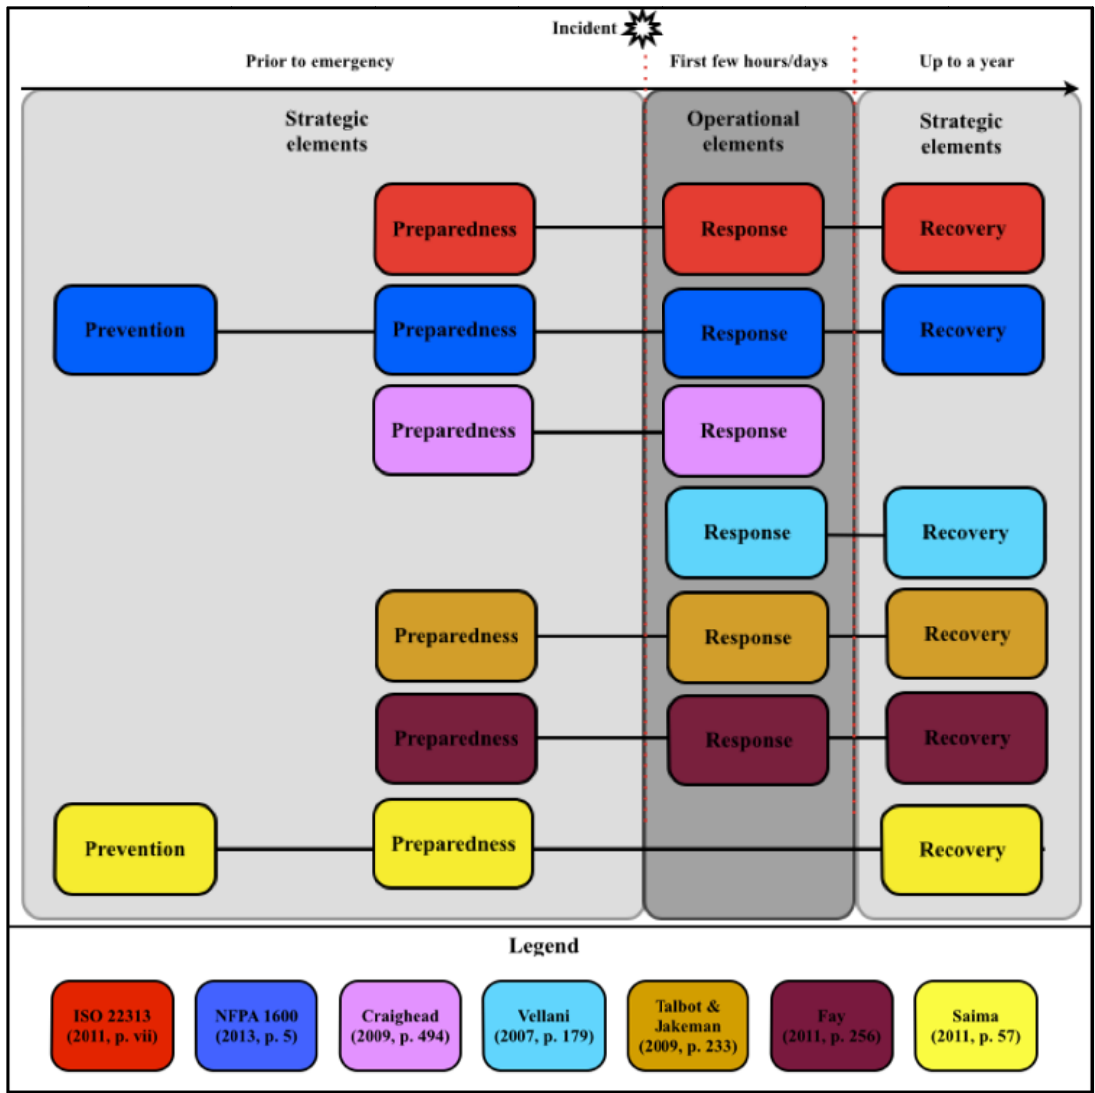 Incident
Prior to emergency
First few hours/days
Up to a year
Strategic
elements
Operational
elements
Strategic
elements
Preparedness
Response
Recovery
Prevention
Preparedness
Response
Recovery
Preparedness
Response
Response
Recovery
Preparedness
Response
Recovery
Preparedness
Response
Recovery
Prevention
Preparedness
Recovery
Legend
ISO 22313
(2011, p. vii)
NFPA 1600
(2013, p. 5)
Craighead
(2009, p. 494)
Vellani
(2007, p. 179)
Talbot &
Jakeman
(2009, p. 233)
Fay
(2011, p. 256)
Saima
(2011, p. 57)